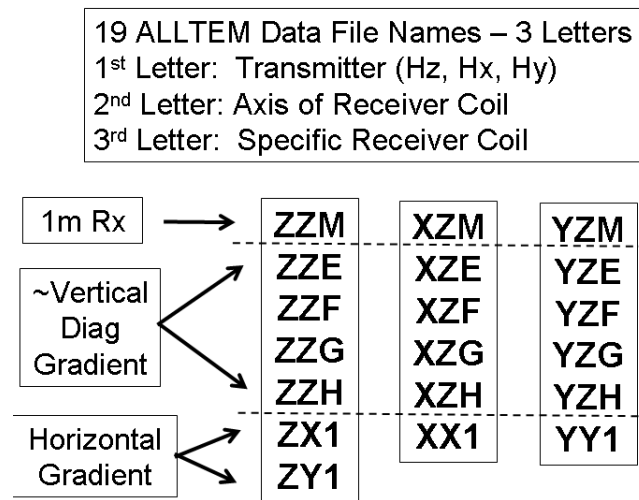 19 ALLTEM Data File Names – 3 Letters
1st Letter:  Transmitter (Hz, Hx, Hy)
2nd Letter:  Axis of Receiver Coil
3rd Letter:  Specific Receiver Coil
1m Rx
ZZM XZM YZM
~Vertical
Diag
Gradient
ZZE XZE YZE
ZZF XZF YZF
ZZG XZG YZG
ZZH XZH YZH
Horizontal
Gradient
ZX1 XX1 YY1
ZY1